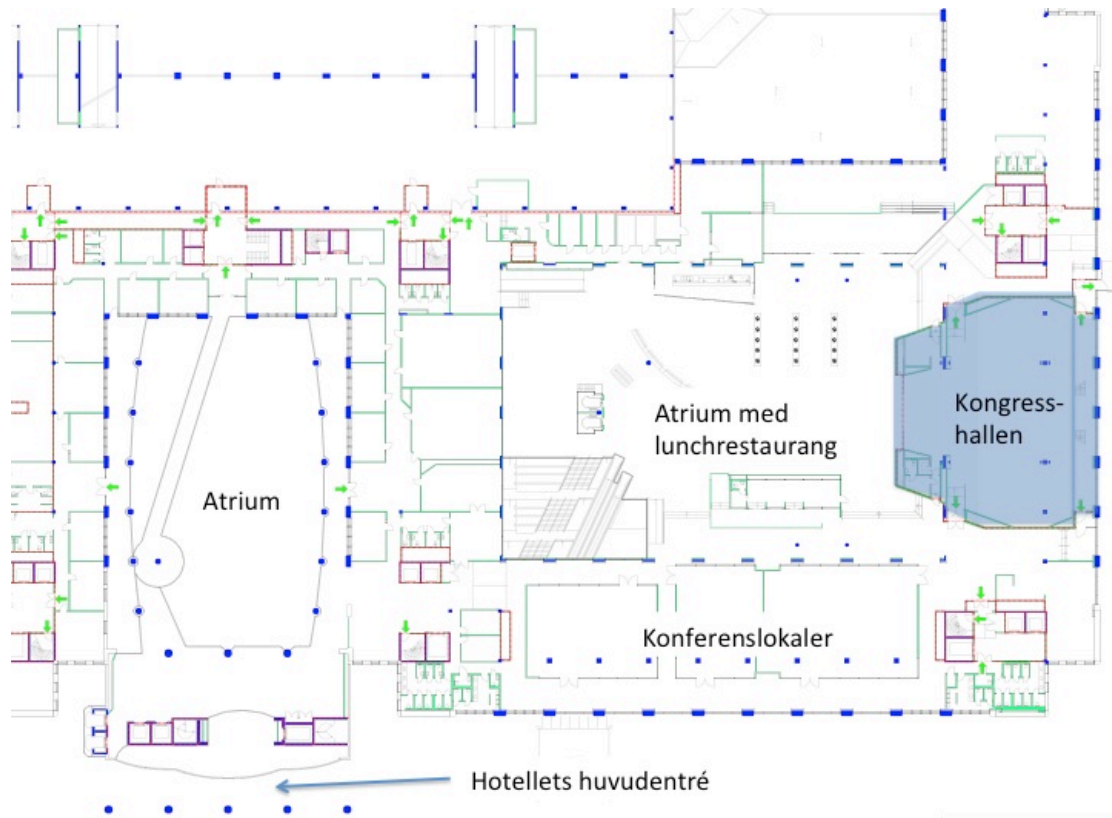 Kongress-
hallen
Atrium med
lunchrestaurang
Atrium
Konferenslokaler
Hotellets huvudentré